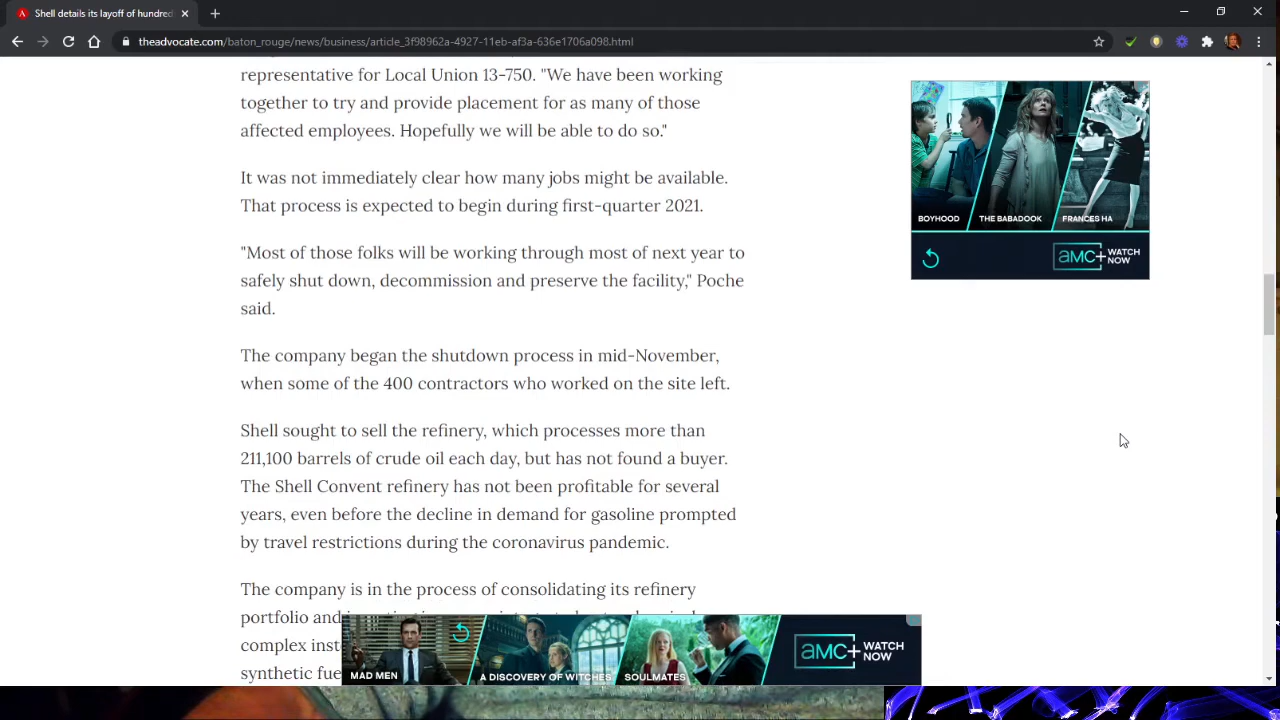 Shell details its layoff of hundred
theadvocate.com/baton_rouge/news/business/article_3f98962a-4927-11eb-af3a-636e1706a098.html
representative for Local Union 13-750. "We have been working
together to try and provide placement for as many of those
affected employees. Hopefully we will be able to do so."
It was not immediately clear how many jobs might be available.
That process is expected to begin during first-quarter 2021.
"Most of those folks will be working through most of next year to
safely shut down, decommission and preserve the facility," Poche
said.
The company began the shutdown process in mid-November,
when some of the 400 contractors who worked on the site left.
Shell sought to sell the refinery, which processes more than
211,100 barrels of crude oil each day, but has not found a buyer.
The Shell Convent refinery has not been profitable for several
years, even before the decline in demand for gasoline prompted
by travel restrictions during the coronavirus pandemic.
The company is in the process of consolidating its refinery
portfolio and
complex inst
synthetic fue
BOYHOOD
THE BABADOOK
FRANCES HA
amc+ WATCH NOW
MAD MEN
A DISCOVERY OF WITCHES
SOULMATES
amc+ WATCH NOW